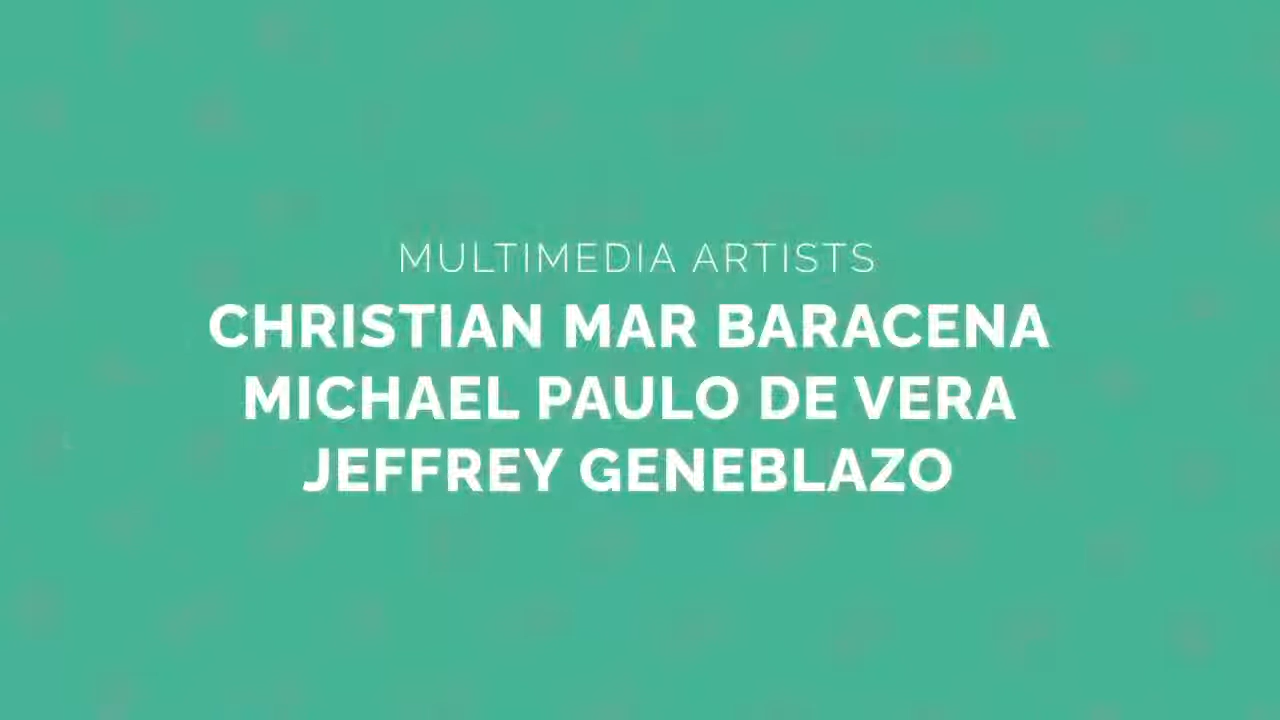 MULTIMEDIA ARTISTS
CHRISTIAN MAR BARACENA
MICHAEL PAULO DE VERA
JEFFREY GENEBLAZO